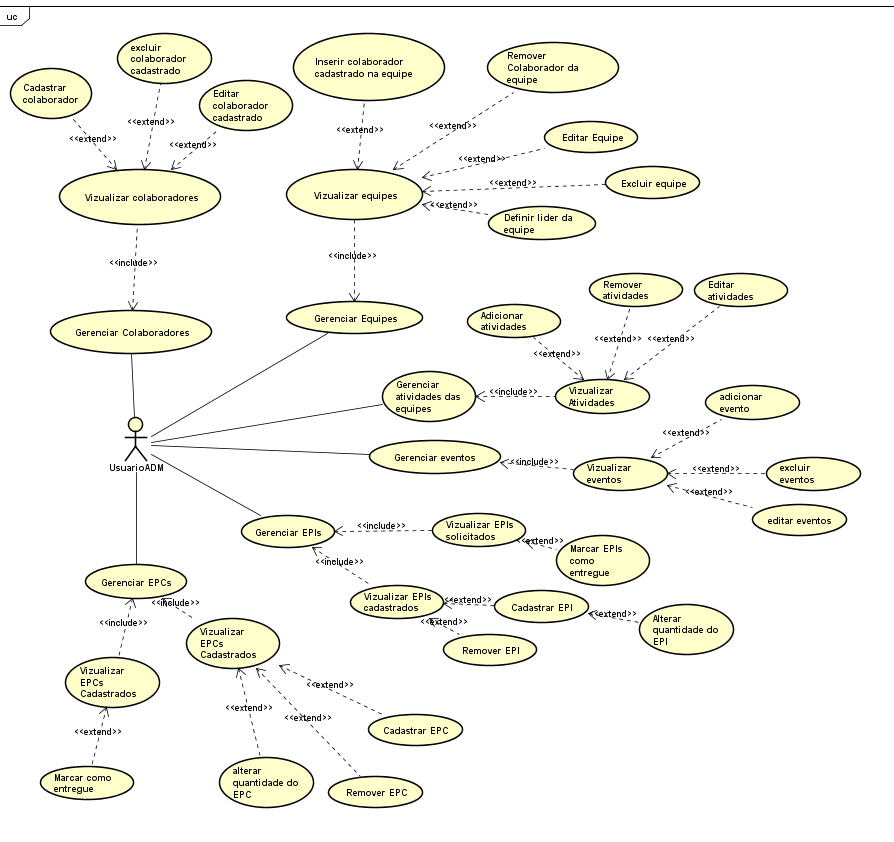 uc
excluir
colaborador
cadastrado
Cadastrar
colaborador
Editar
colaborador
cadastrado
Inserir colaborador
cadastrado na equipe
Remover
Colaborador da
equipe
<<extend>>
<<extend>>
<<extend>>
<<extend>>
<<extend>>
Editar Equipe
<<extend>>
Excluir equipe
<<extend>>
Vizualizar colaboradores
Vizualizar equipes
<<extend>>
Definir lider da
equipe
<<include>>
<<include>>
Gerenciar Colaboradores
Gerenciar Equipes
Adicionar
atividades
Remover
atividades
Editar
atividades
<<extend>>
<<extend>>
<<extend>>
Gerenciar
atividades das
equipes
<<include>>
Vizualizar
Atividades
adicionar
evento
<<extend>>
UsuarioADM
Gerenciar eventos
<<include>>
Vizualizar
eventos
<<extend>>
excluir
eventos
<<extend>>
editar eventos
Gerenciar EPIs
<<include>>
Vizualizar EPIs
solicitados
<<extend>>
Marcar EPIs
como
entregue
<<include>>
Vizualizar EPIs
cadastrados
<<extend>>
Cadastrar EPI
<<extend>>
Alterar
quantidade do
EPI
<<extend>>
Remover EPI
Gerenciar EPCs
<<include>>
<<include>>
Vizualizar
EPCs
Cadastrados
Vizualizar
EPCs
Cadastrados
<<extend>>
<<extend>>
<<extend>>
<<extend>>
Cadastrar EPC
Marcar como
entregue
alterar
quantidade do
EPC
Remover EPC